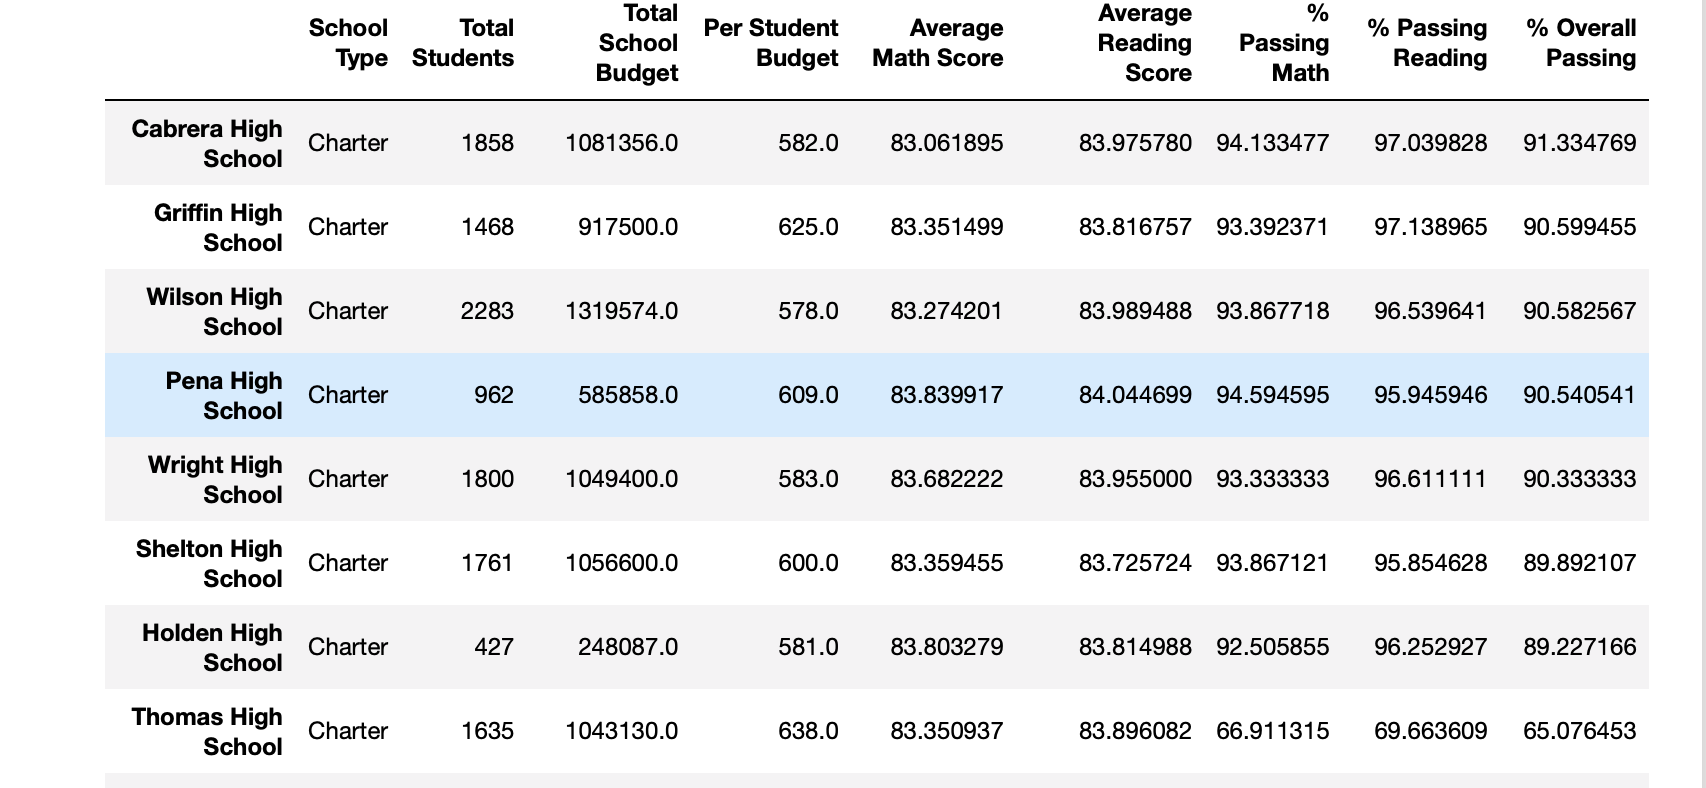 School Type Total Students Total School Budget Per Student Budget Average Math Score Average Reading Score % Passing Math % Passing Reading % Overall Passing
Cabrera High School Charter 1858 1081356.0 582.0 83.061895 83.975780 94.133477 97.039828 91.334769
Griffin High School Charter 1468 917500.0 625.0 83.351499 83.816757 93.392371 97.138965 90.599455
Wilson High School Charter 2283 1319574.0 578.0 83.274201 83.989488 93.867718 96.539641 90.582567
Pena High School Charter 962 585858.0 609.0 83.839917 84.044699 94.594595 95.945946 90.540541
Wright High School Charter 1800 1049400.0 583.0 83.682222 83.955000 93.333333 96.611111 90.333333
Shelton High School Charter 1761 1056600.0 600.0 83.359455 83.725724 93.867121 95.854628 89.892107
Holden High School Charter 427 248087.0 581.0 83.803279 83.814988 92.505855 96.252927 89.227166
Thomas High School Charter 1635 1043130.0 638.0 83.350937 83.896082 66.911315 69.663609 65.076453